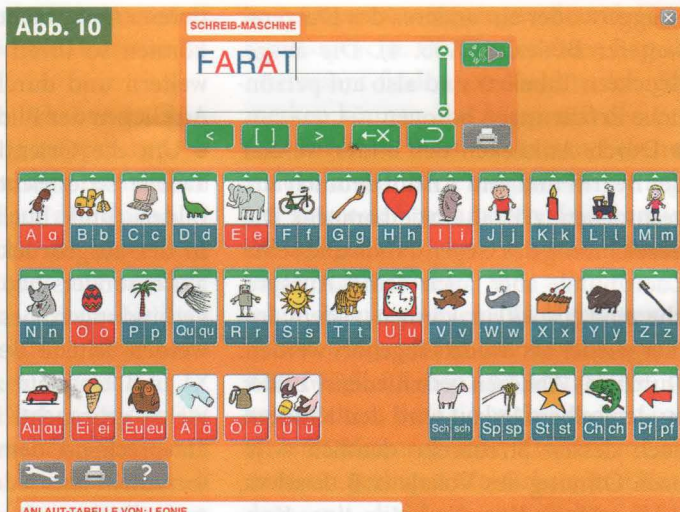 Abb. 10
SCHREIB-MASCHINE
FARAT
< [ ] > ←X
A a B b C c D d E e F f G g H h I i J j K k L l M m
N n O o P p Qu qu R r S s T t U u V v W w X x Y y Z z
Au au Ei ei Eu eu Ä ä Ö ö Ü ü Sch sch Sp sp St st Ch ch Pf pf
?
ANLAUT-TABELLE VON: LEONIE